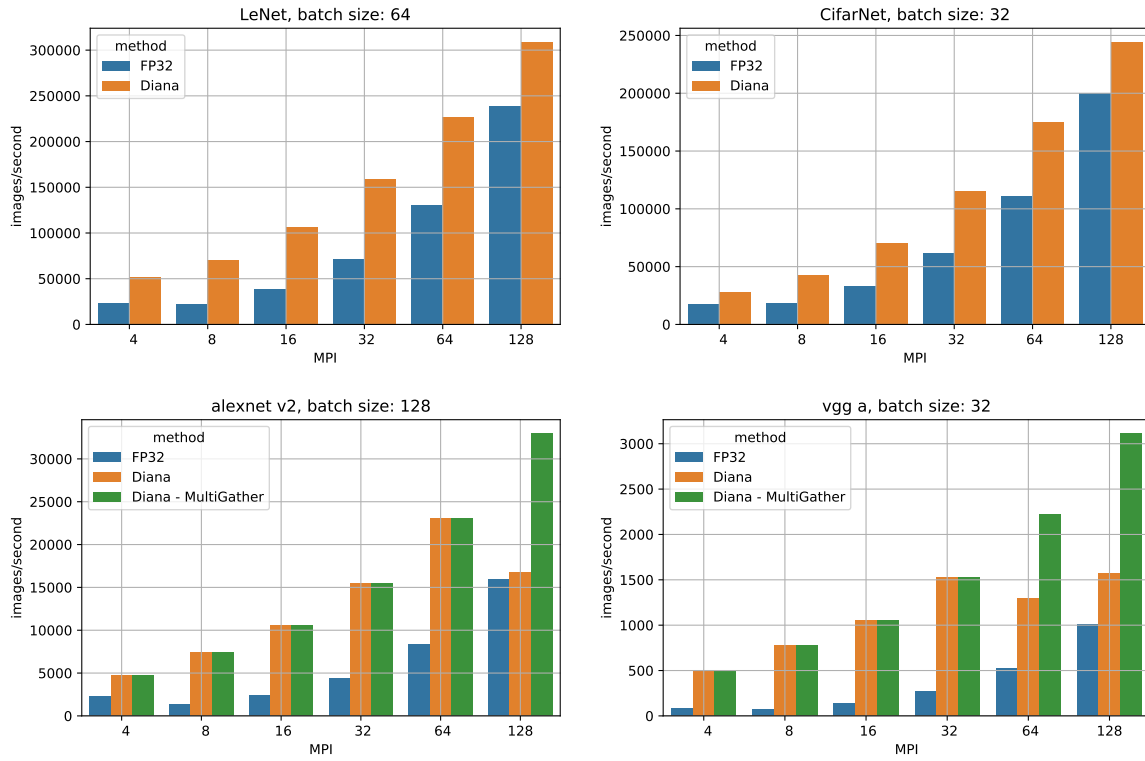 LeNet, batch size: 64
method
FP32
Diana
images/second
300000
250000
200000
150000
100000
50000
0
4 8 16 32 64 128
MPI
CifarNet, batch size: 32
method
FP32
Diana
images/second
250000
200000
150000
100000
50000
0
4 8 16 32 64 128
MPI
alexnet v2, batch size: 128
method
FP32
Diana
Diana - MultiGather
images/second
30000
25000
20000
15000
10000
5000
0
4 8 16 32 64 128
MPI
vgg a, batch size: 32
method
FP32
Diana
Diana - MultiGather
images/second
3000
2500
2000
1500
1000
500
0
4 8 16 32 64 128
MPI